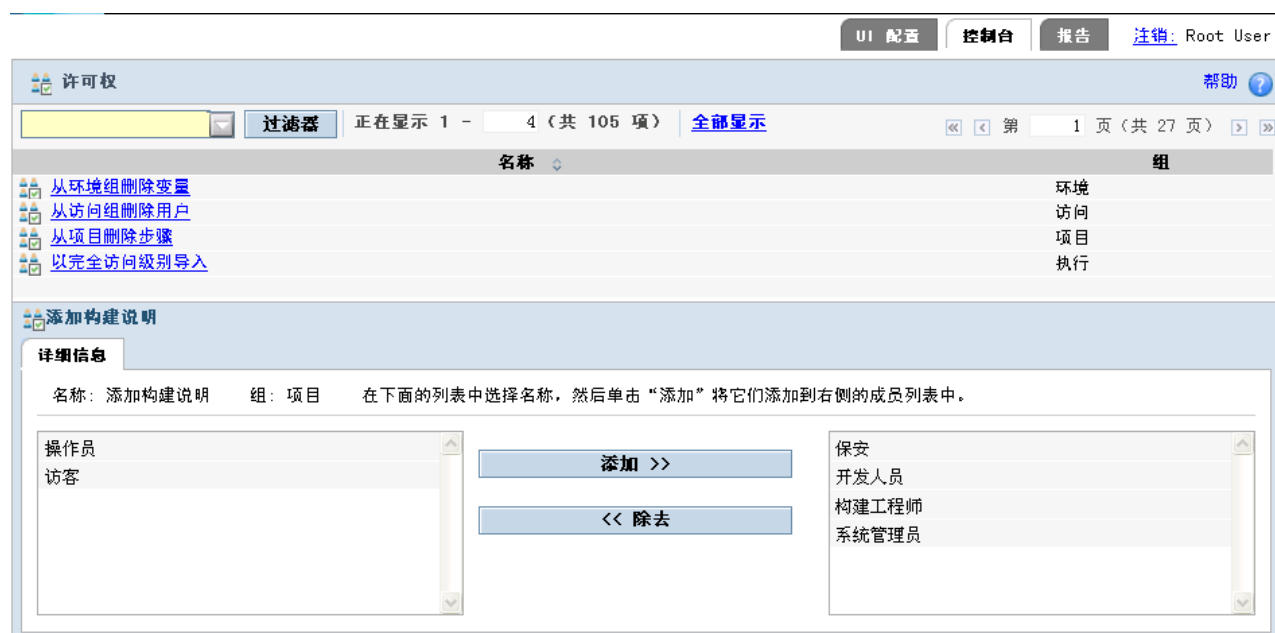 UI 配置 控制台 报告 注销: Root User
许可权 帮助 ?
过滤器 正在显示 1 - 4 (共 105 项) 全部显示 « < 第 1 页 (共 27 页) > »
名称 组
从环境组删除变量 环境
从访问组删除用户 访问
从项目删除步骤 项目
以完全访问级别导入 执行
添加构建说明
详细信息
名称: 添加构建说明 组: 项目 在下面的列表中选择名称，然后单击“添加”将它们添加到右侧的成员列表中。
操作员 添加 >> 保安
访客 开发人员
<< 除去 构建工程师
系统管理员